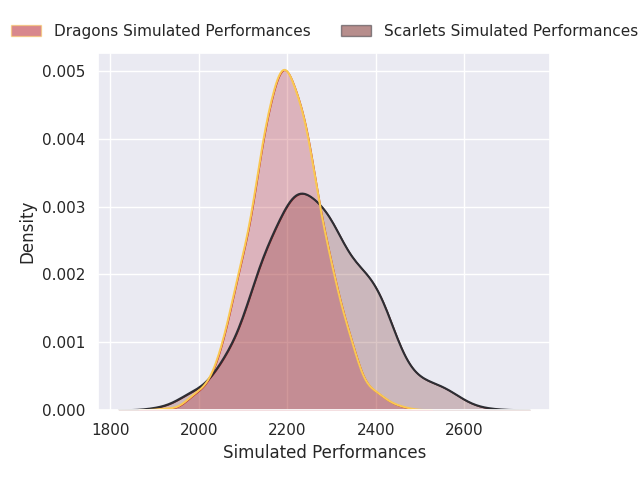 Dragons Simulated Performances Scarlets Simulated Performances
0.005
0.004
0.003
0.002
0.001
0.000
Density
1800 2000 2200 2400 2600
Simulated Performances